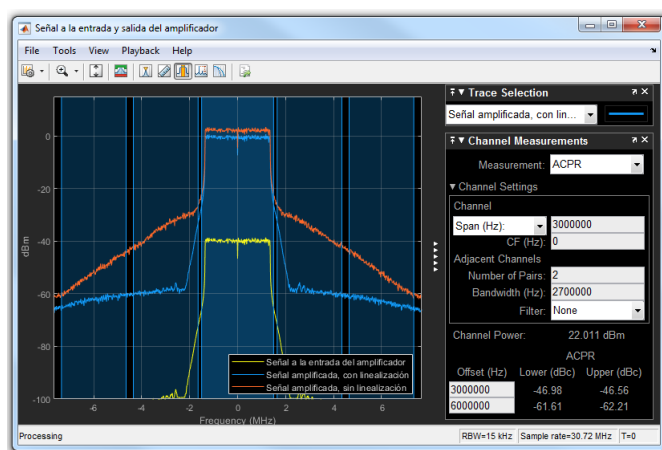 Señal a la entrada y salida del amplificador
File Tools View Playback Help
Trace Selection
Señal amplificada, con lin...
Channel Measurements
Measurement: ACPR
Channel Settings
Channel
Span (Hz): 3000000
CF (Hz): 0
Adjacent Channels
Number of Pairs: 2
Bandwidth (Hz): 2700000
Filter: None
Channel Power: 22.011 dBm
ACPR
Offset (Hz) Lower (dBc) Upper (dBc)
3000000 -46.98 -46.56
6000000 -61.61 -62.21
dBm
0
-20
-40
-60
-80
-100
Señal a la entrada del amplificador
Señal amplificada, con linealización
Señal amplificada, sin linealización
-6 -4 -2 0 2 4 6
Frequency (MHz)
Processing
RBW=15 kHz Sample rate=30.72 MHz T=0